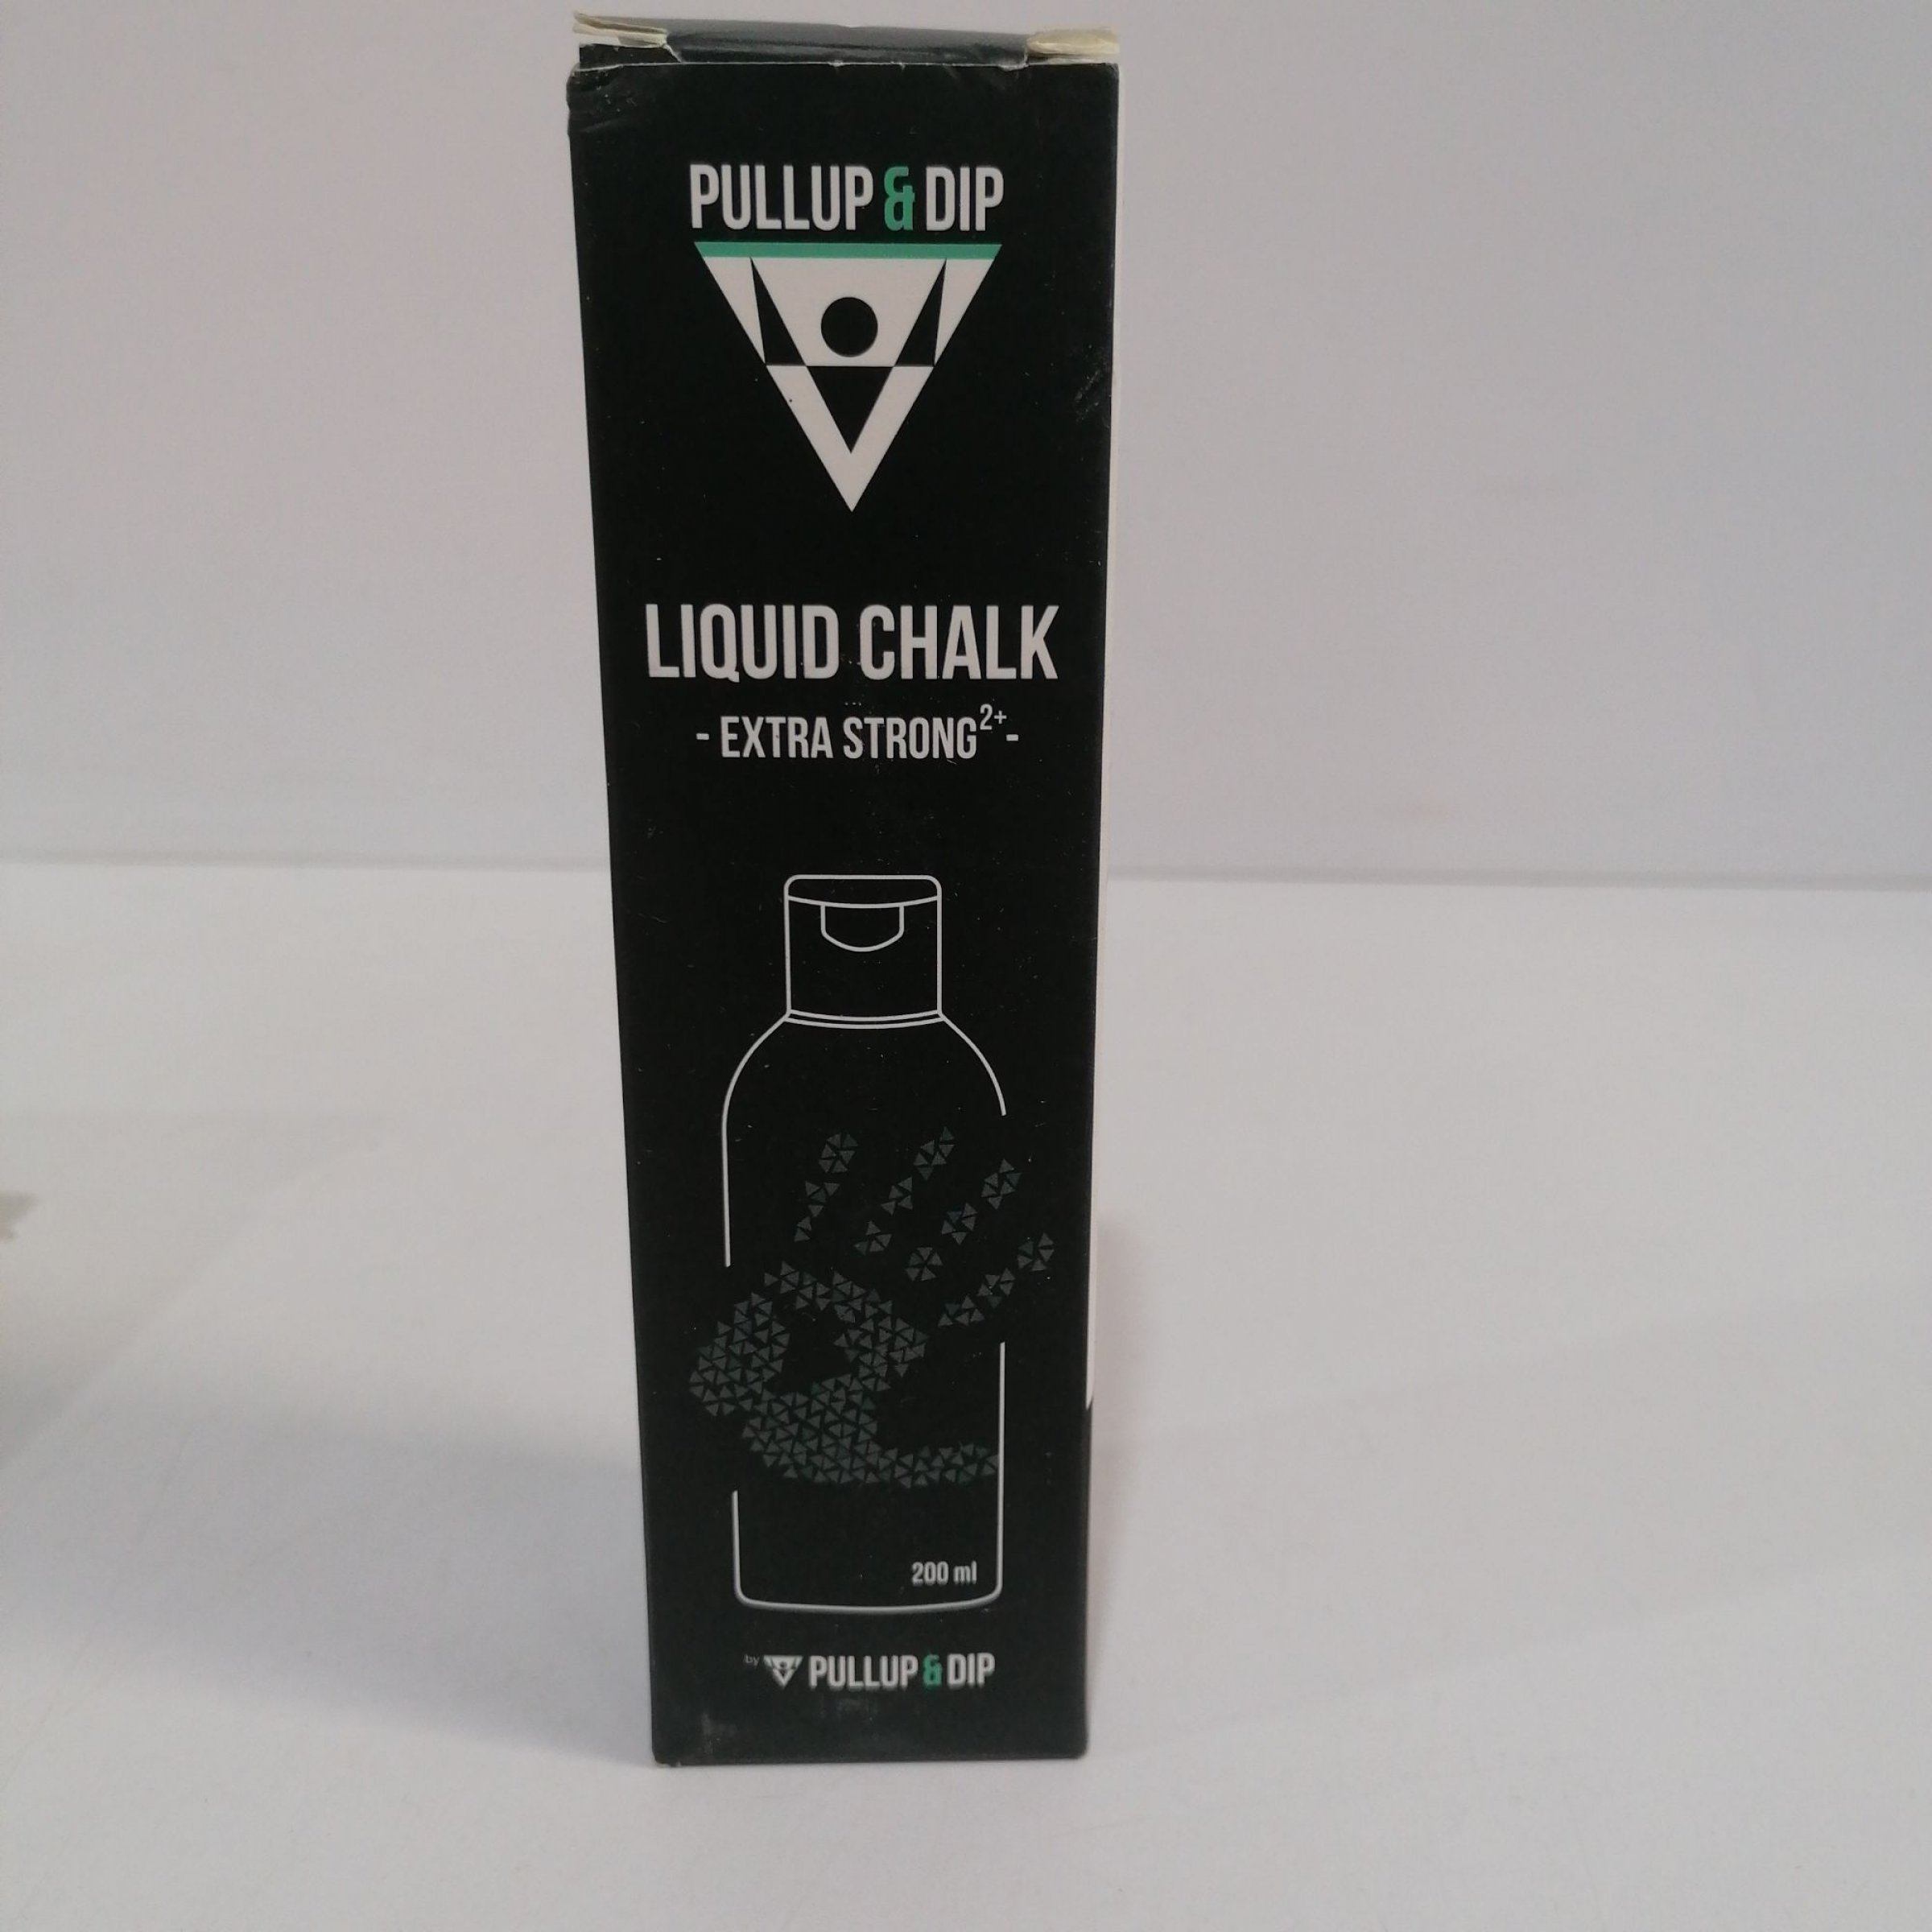 PULLUP & DIP
LIQUID CHALK
- EXTRA STRONG²⁺ -
200 ml
by PULLUP & DIP